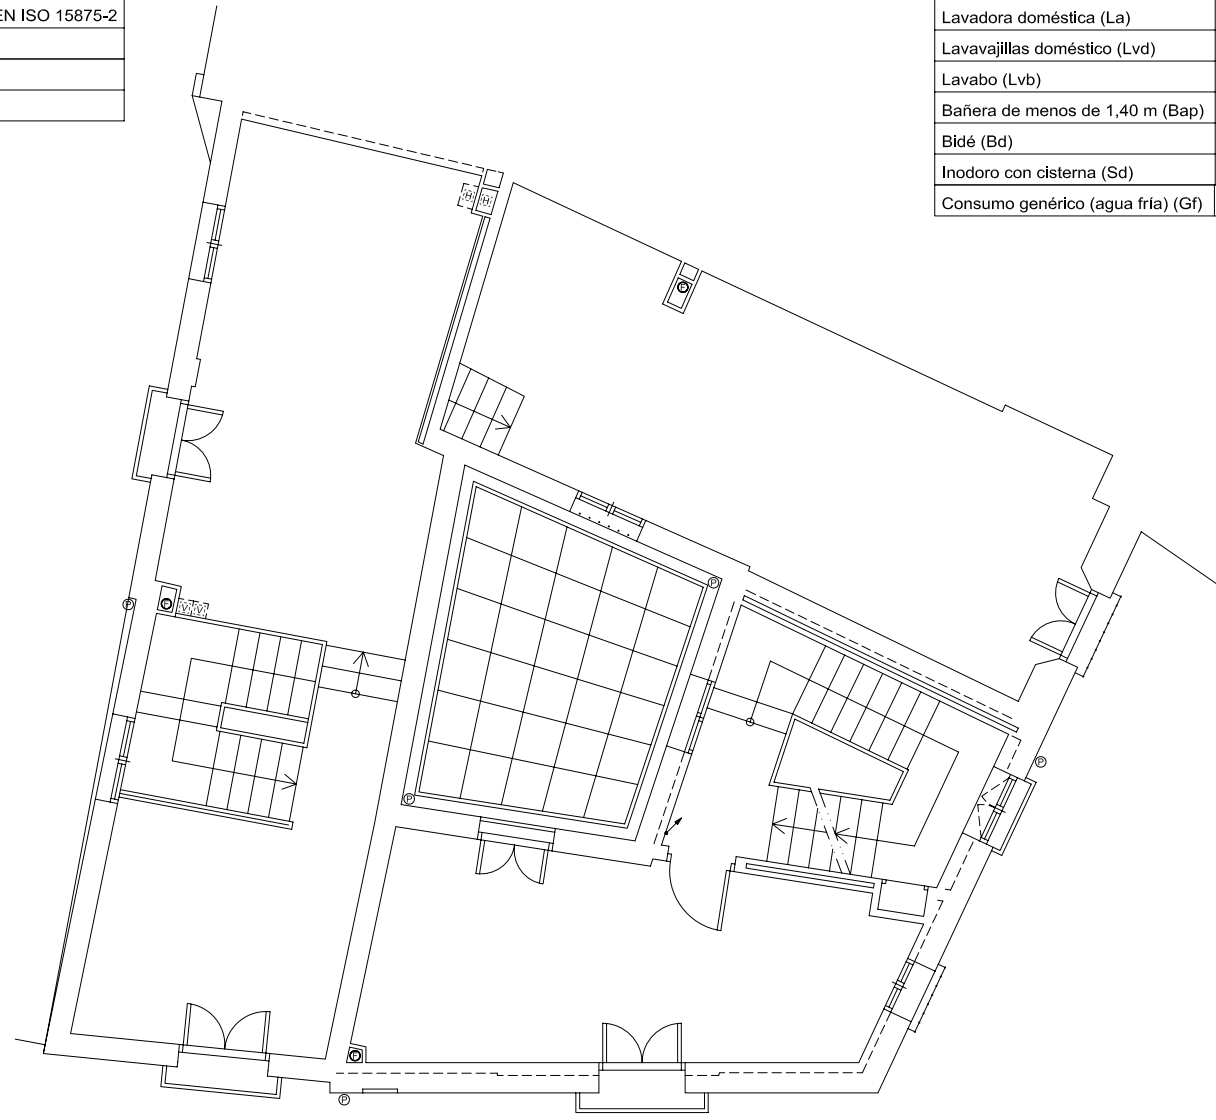 EN ISO 15875-2
Lavadora doméstica (La)
Lavavajillas doméstico (Lvd)
Lavabo (Lvb)
Bañera de menos de 1,40 m (Bap)
Bidé (Bd)
Inodoro con cisterna (Sd)
Consumo genérico (agua fría) (Gf)
H H
F
P
P
F
V V
P
P
P
F
P